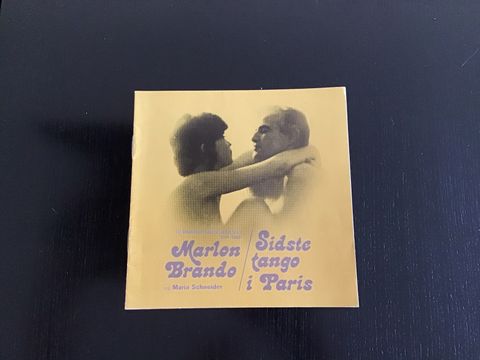 Marlon
Brando
Maria Schneider
Sidste
tango
i Paris